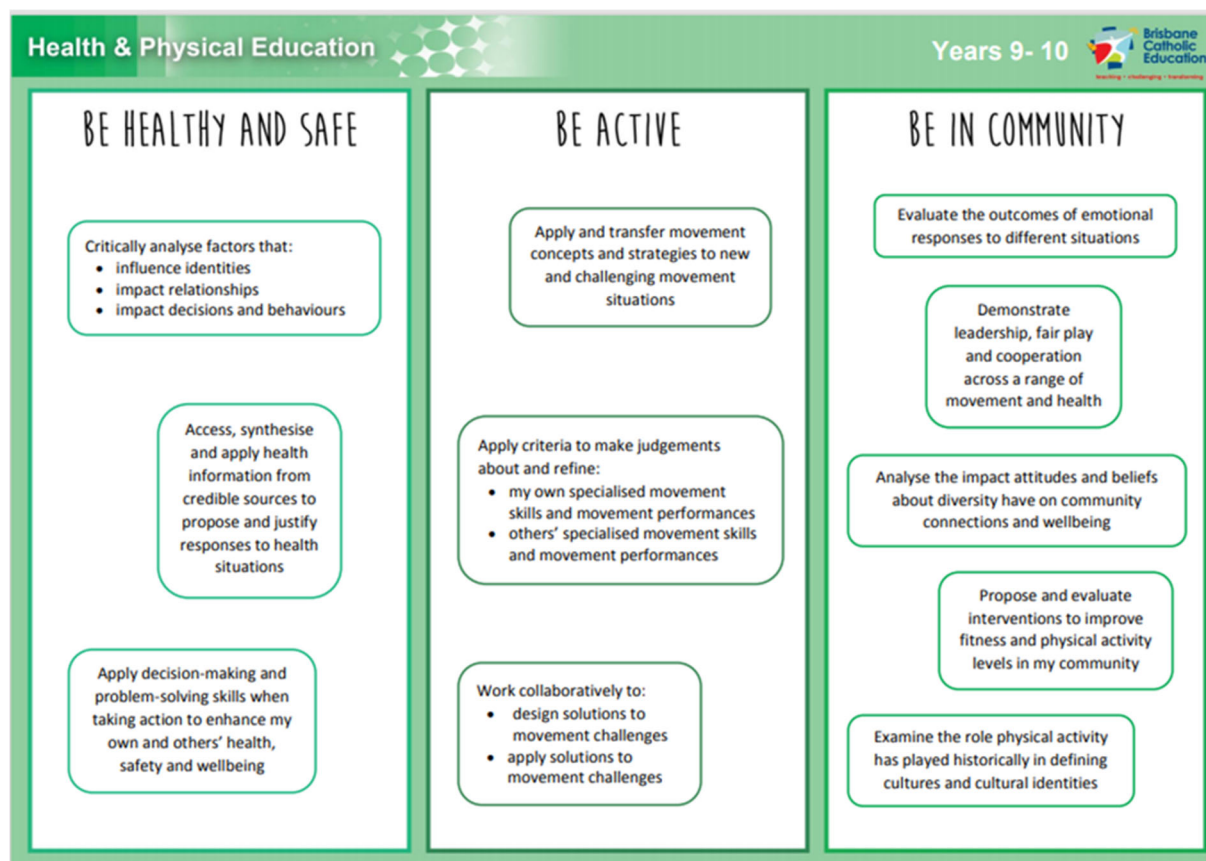 Health & Physical Education
Years 9- 10
Brisbane
Catholic
Education
teaching • challenging • transforming
BE HEALTHY AND SAFE
Critically analyse factors that:
• influence identities
• impact relationships
• impact decisions and behaviours
Access, synthesise
and apply health
information from
credible sources to
propose and justify
responses to health
situations
Apply decision-making and
problem-solving skills when
taking action to enhance my
own and others' health,
safety and wellbeing
BE ACTIVE
Apply and transfer movement
concepts and strategies to new
and challenging movement
situations
Apply criteria to make judgements
about and refine:
• my own specialised movement
skills and movement performances
• others' specialised movement skills
and movement performances
Work collaboratively to:
• design solutions to
movement challenges
• apply solutions to
movement challenges
BE IN COMMUNITY
Evaluate the outcomes of emotional
responses to different situations
Demonstrate
leadership, fair play
and cooperation
across a range of
movement and health
Analyse the impact attitudes and beliefs
about diversity have on community
connections and wellbeing
Propose and evaluate
interventions to improve
fitness and physical activity
levels in my community
Examine the role physical activity
has played historically in defining
cultures and cultural identities